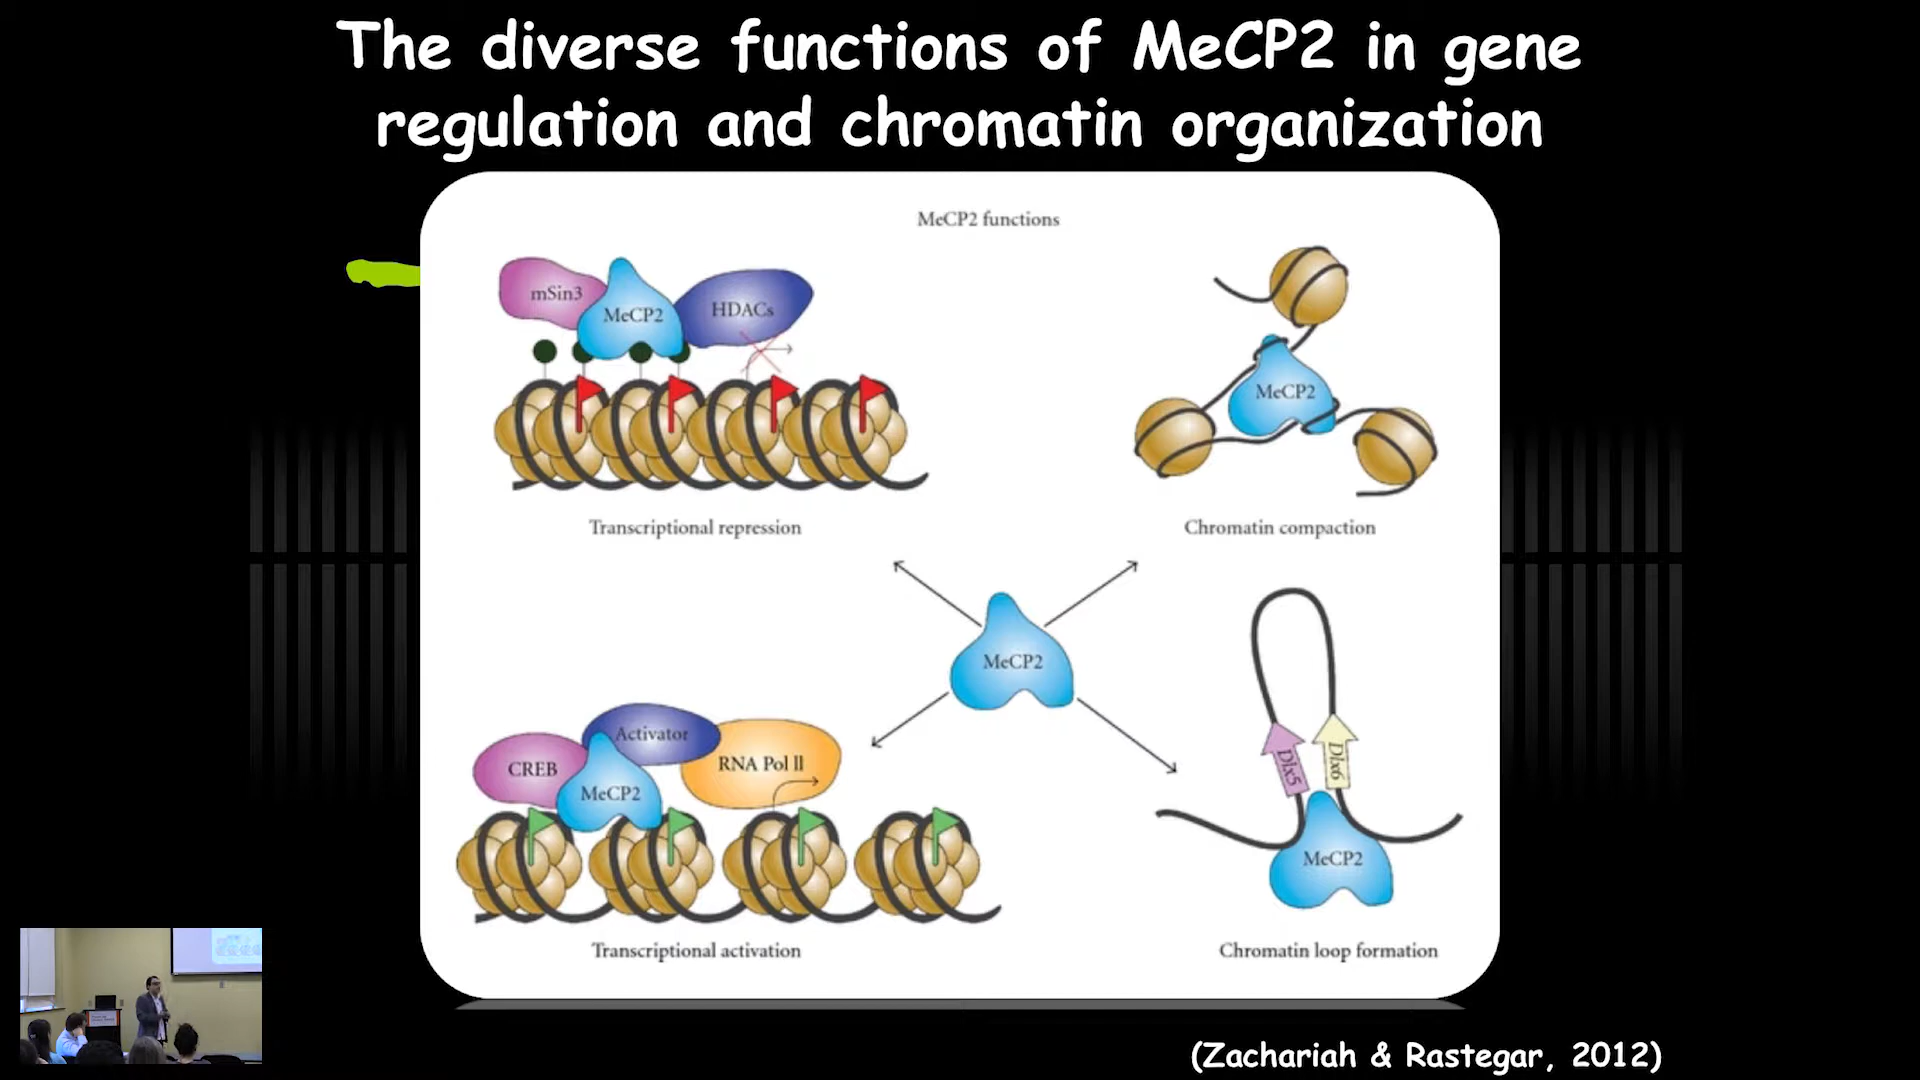 The diverse functions of MeCP2 in gene
regulation and chromatin organization
MeCP2 functions
mSin3
MeCP2
HDACs
Transcriptional repression
MeCP2
Chromatin compaction
MeCP2
CREB
Activator
MeCP2
RNA Pol II
Transcriptional activation
Dlx5
Dlx6
MeCP2
Chromatin loop formation
(Zachariah & Rastegar, 2012)